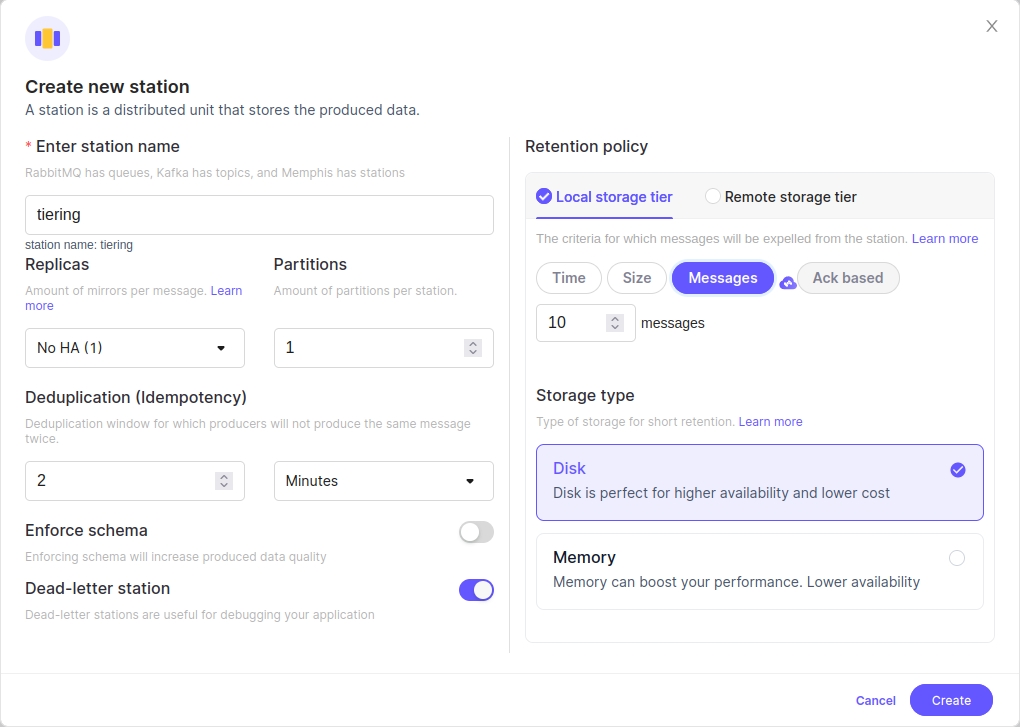 Create new station
A station is a distributed unit that stores the produced data.
* Enter station name
RabbitMQ has queues, Kafka has topics, and Memphis has stations
tiering
station name: tiering
Replicas
Amount of mirrors per message. Learn
more
No HA (1)
Partitions
Amount of partitions per station.
1
Deduplication (Idempotency)
Deduplication window for which producers will not produce the same message
twice.
2
Minutes
Enforce schema
Enforcing schema will increase produced data quality
Dead-letter station
Dead-letter stations are useful for debugging your application
Retention policy
Local storage tier
Remote storage tier
The criteria for which messages will be expelled from the station. Learn more
Time
Size
Messages
Ack based
10
messages
Storage type
Type of storage for short retention. Learn more
Disk
Disk is perfect for higher availability and lower cost
Memory
Memory can boost your performance. Lower availability
Cancel
Create